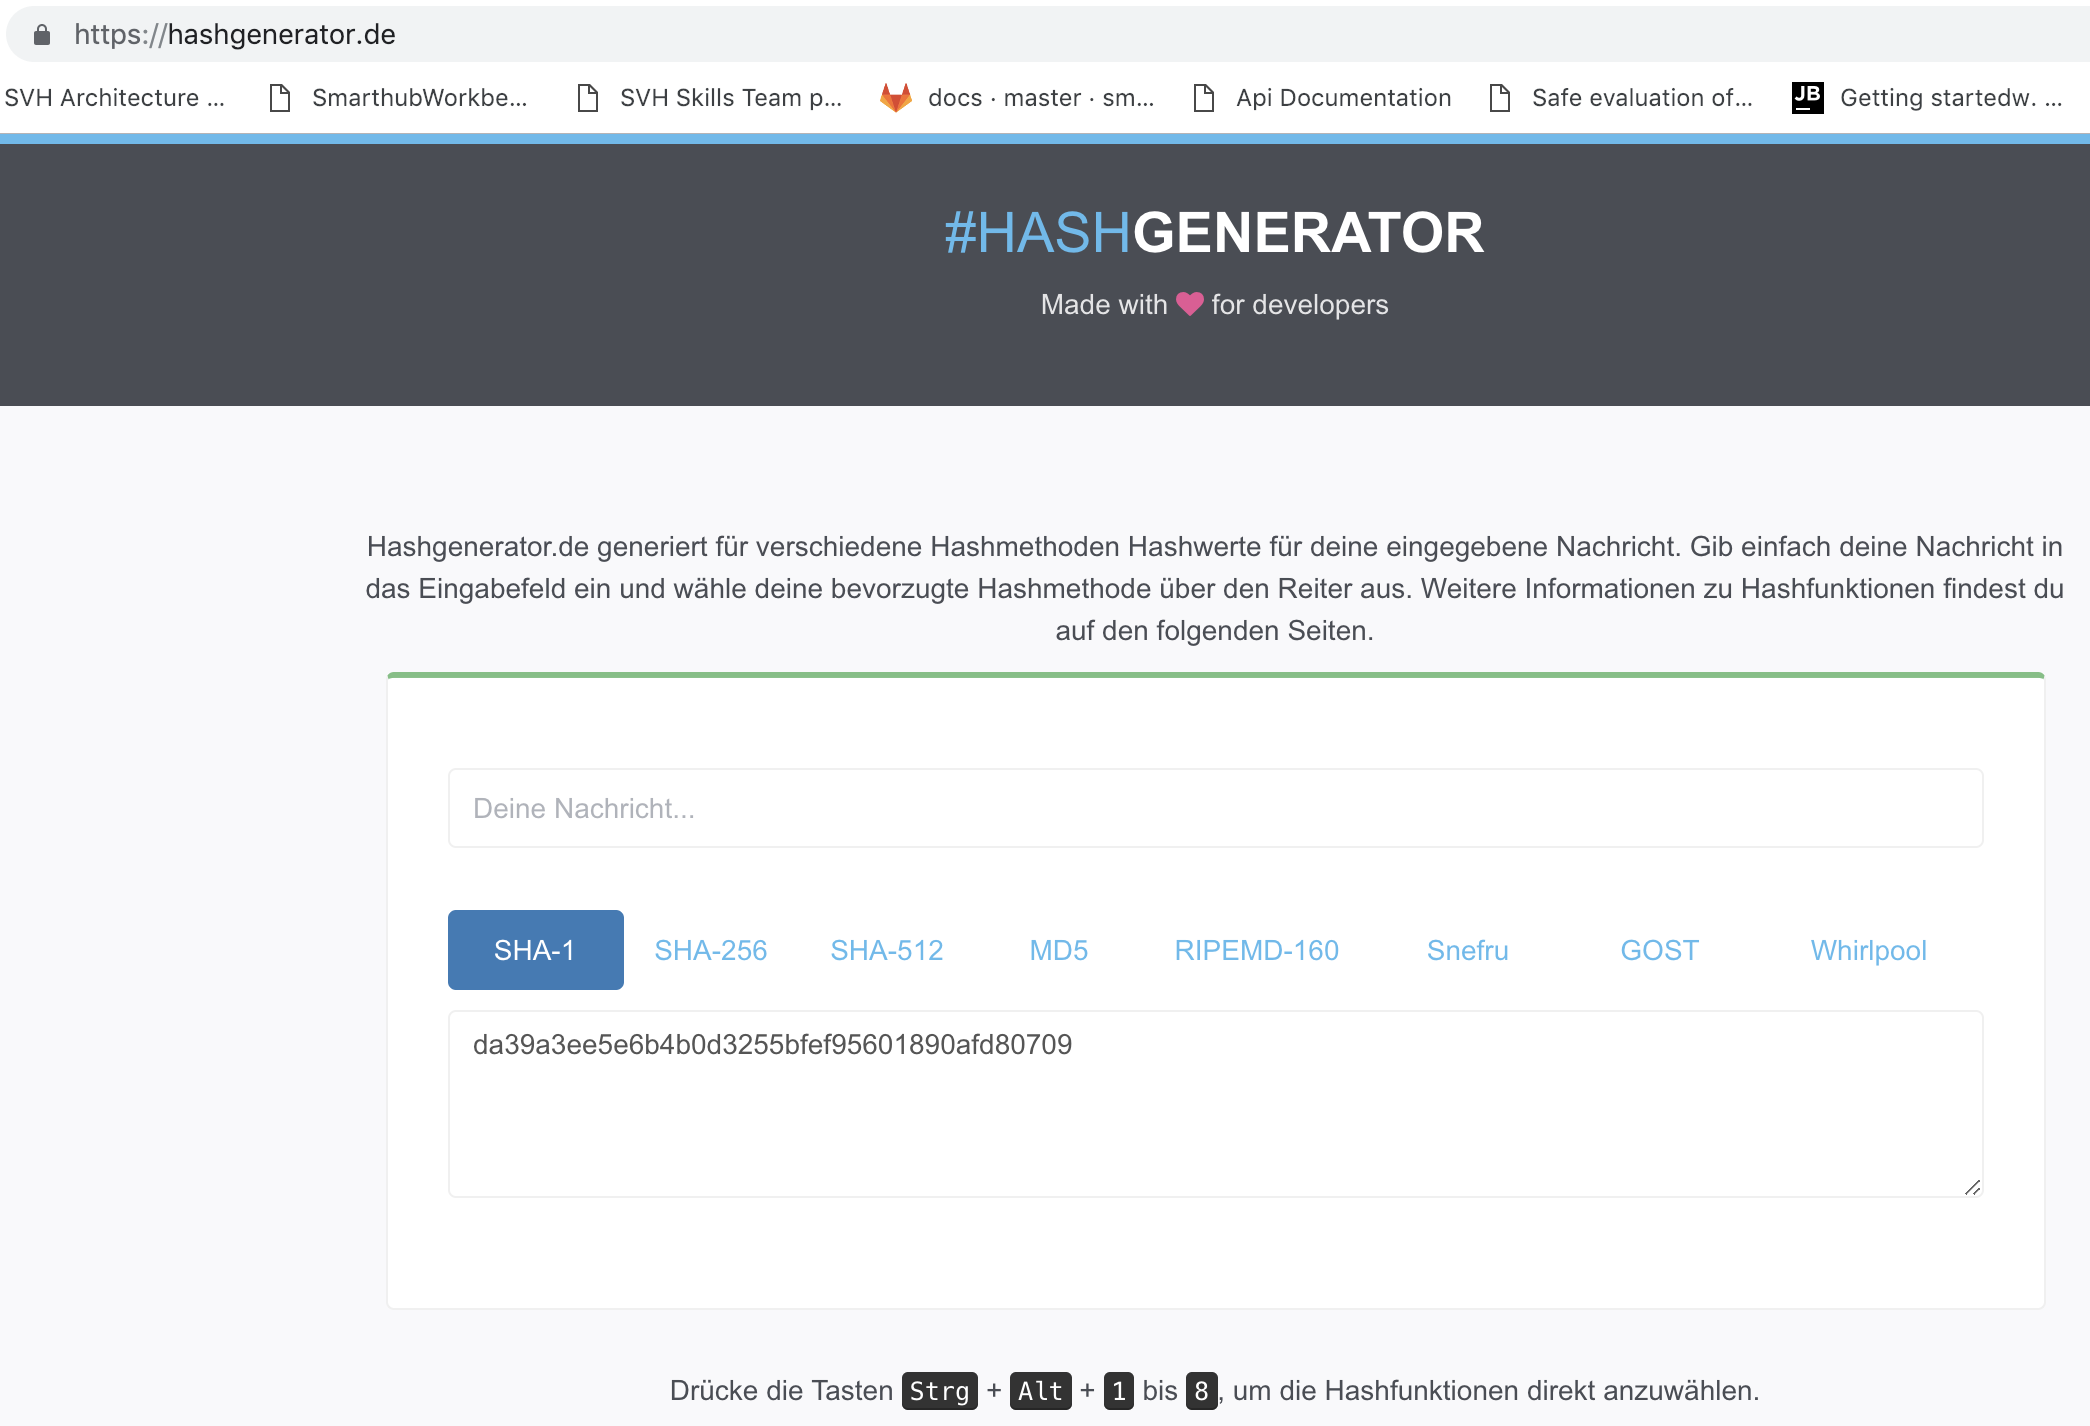 https://hashgenerator.de
SVH Architecture ... SmarthubWorkbe... SVH Skills Team p... docs · master · sm... Api Documentation Safe evaluation of... JB Getting startedw. ...
#HASHGENERATOR
Made with for developers
Hashgenerator.de generiert für verschiedene Hashmethoden Hashwerte für deine eingegebene Nachricht. Gib einfach deine Nachricht in
das Eingabefeld ein und wähle deine bevorzugte Hashmethode über den Reiter aus. Weitere Informationen zu Hashfunktionen findest du
auf den folgenden Seiten.
Deine Nachricht...
SHA-1 SHA-256 SHA-512 MD5 RIPEMD-160 Snefru GOST Whirlpool
da39a3ee5e6b4b0d3255bfef95601890afd80709
Drücke die Tasten Strg + Alt + 1 bis 8, um die Hashfunktionen direkt anzuwählen.